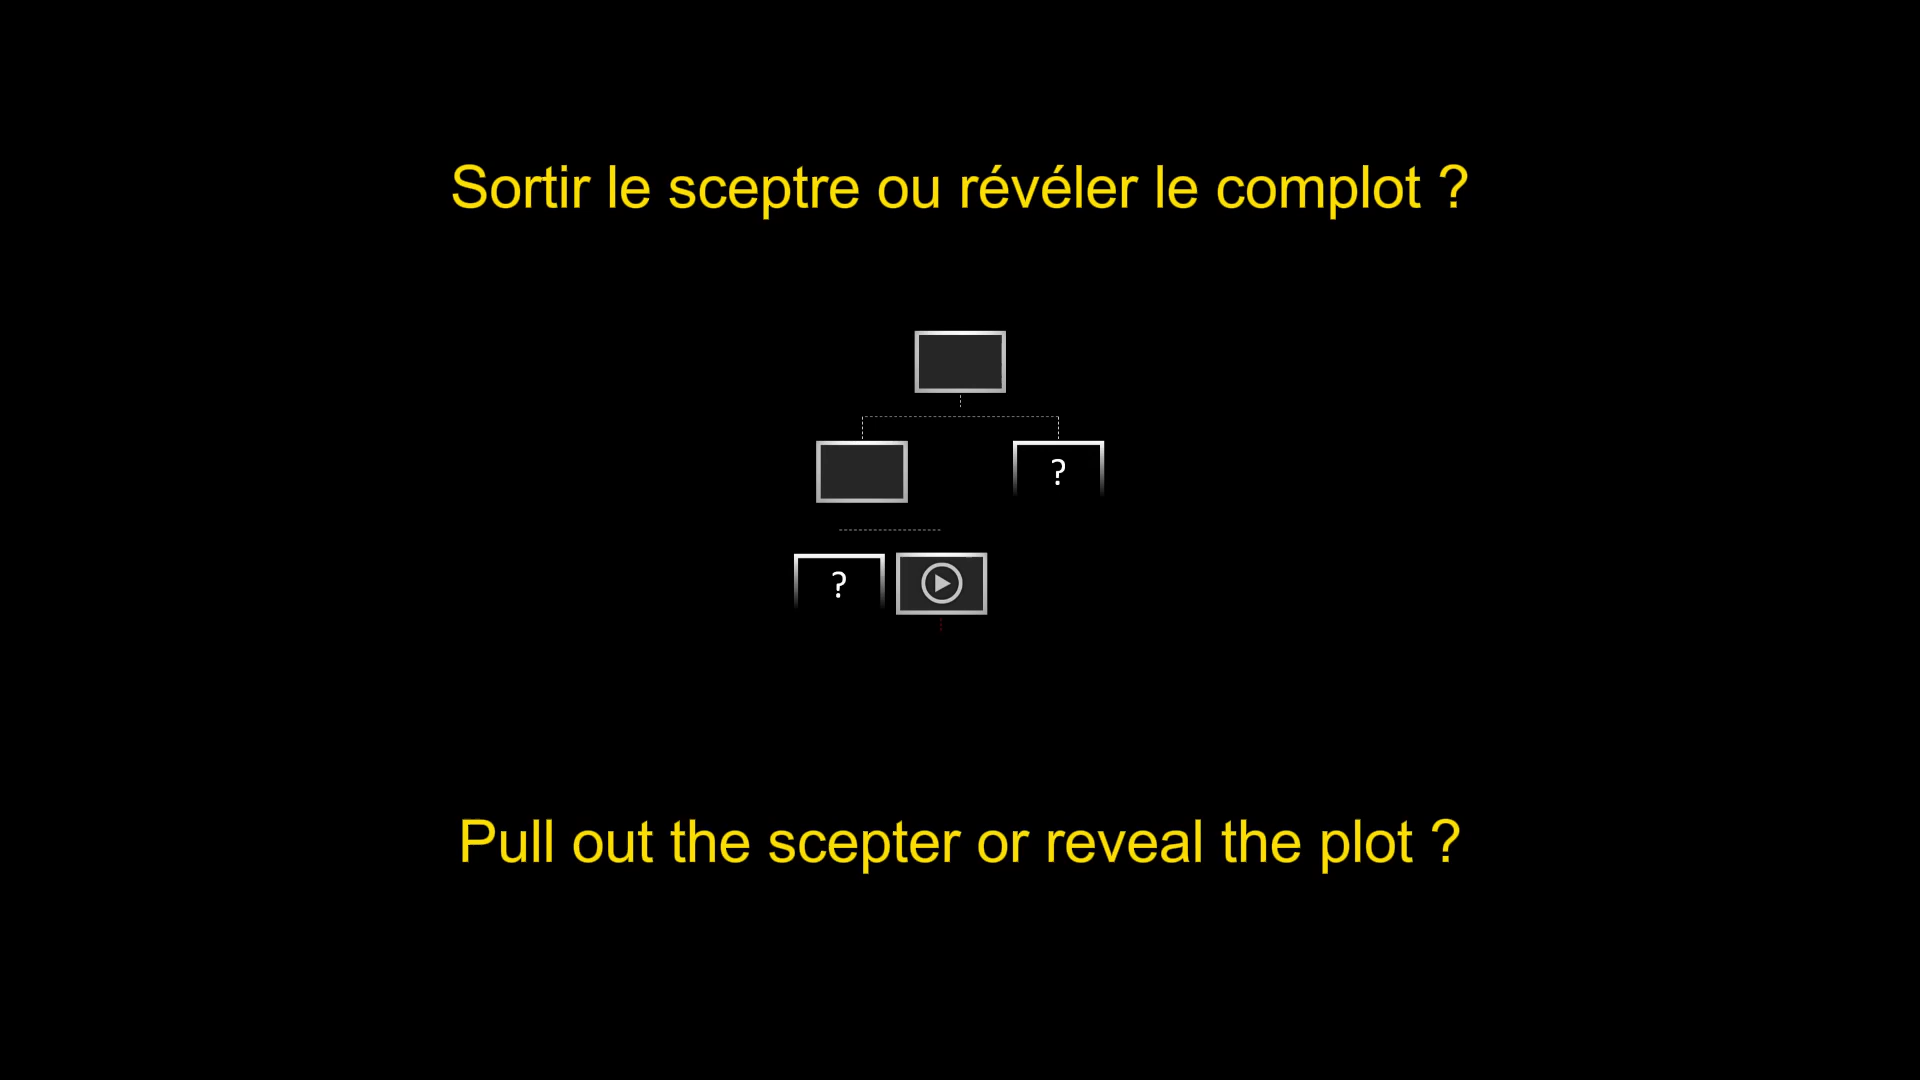 Sortir le sceptre ou révéler le complot ?
?
?
Pull out the scepter or reveal the plot ?